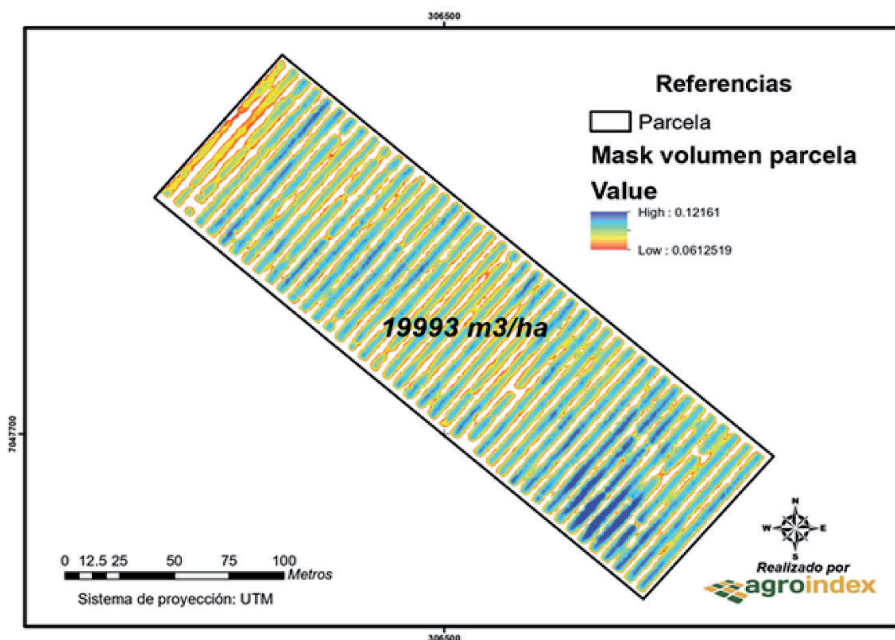 306500
Referencias
Parcela
Mask volumen parcela
Value
High : 0.12161
Low : 0.0612519
19993 m3/ha
7047700
N
W E
S
0 12.5 25 50 75 100
Metros
Sistema de proyección: UTM
Realizado por
agroindex
306500